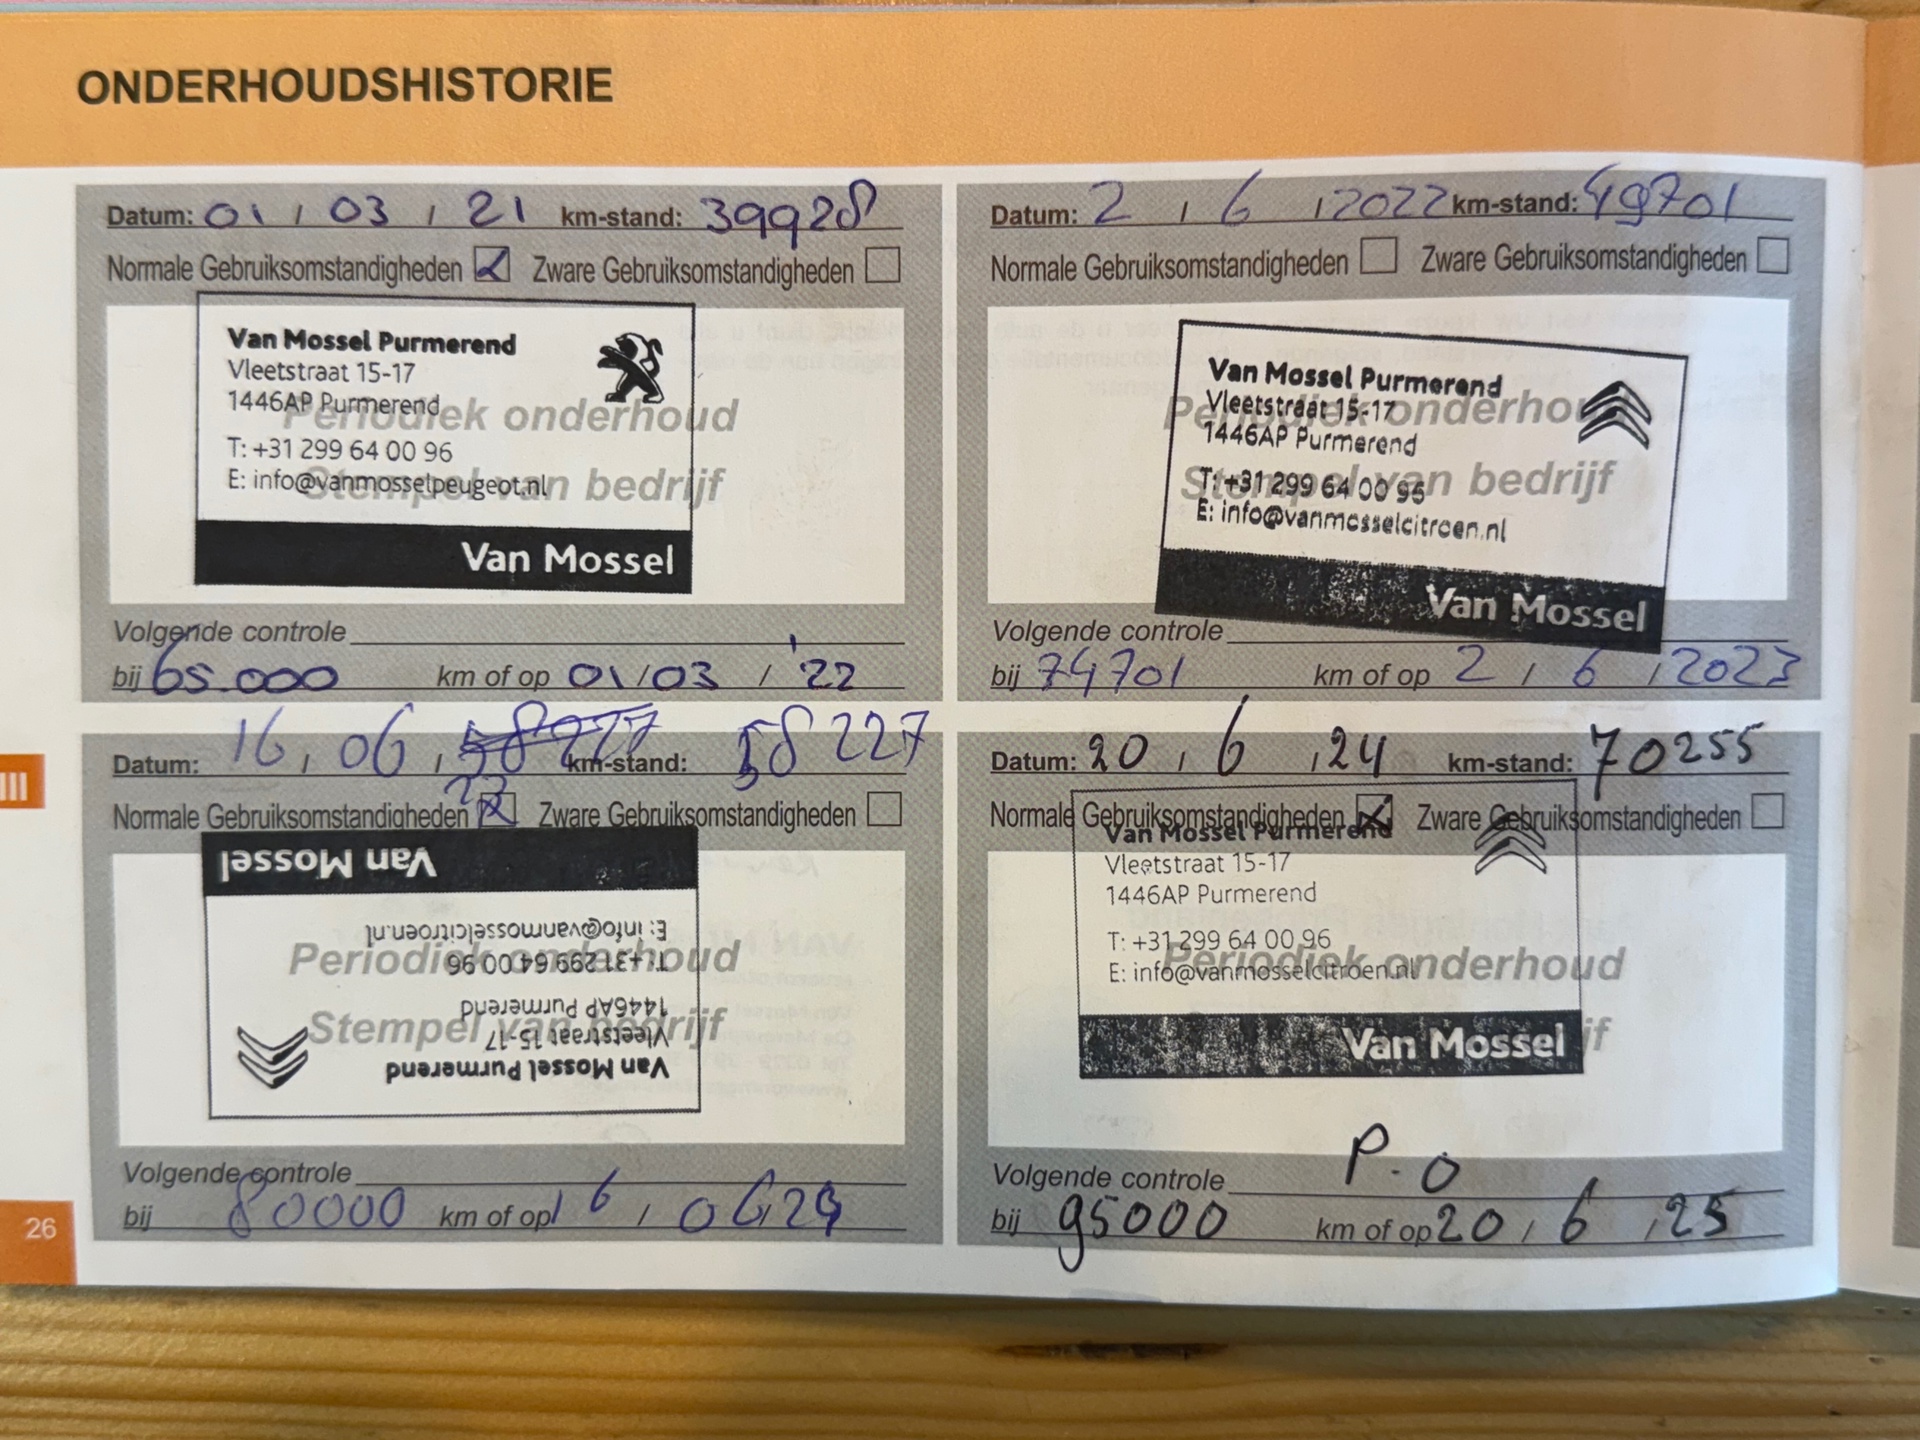 ONDERHOUDSHISTORIE
Datum: 01 / 03 / 21 km-stand: 39928
Normale Gebruiksomstandigheden Zware Gebruiksomstandigheden
Periodiek onderhoud
Stempel van bedrijf
Van Mossel Purmerend
Vleetstraat 15-17
1446AP Purmerend
T: +31 299 64 00 96
E: info@vanmosselpeugeot.nl
Van Mossel
Volgende controle
bij 65.000 km of op 01/03 / '22
Datum: 2 / 6 / 2022 km-stand: 49701
Normale Gebruiksomstandigheden Zware Gebruiksomstandigheden
Periodiek onderhoud
Stempel van bedrijf
Van Mossel Purmerend
Vleetstraat 15-17
1446AP Purmerend
T: +31 299 64 00 96
E: info@vanmosselcitroen.nl
Van Mossel
Volgende controle
bij 74701 km of op 2 / 6 / 2023
Datum: 16 / 06 / 58227 km-stand: 58227
23
Normale Gebruiksomstandigheden Zware Gebruiksomstandigheden
Periodiek onderhoud
Stempel van bedrijf
Van Mossel Purmerend
Vleetstraat 15-17
1446AP Purmerend
T: +31 299 64 00 96
E: info@vanmosselcitroen.nl
Van Mossel
Volgende controle
bij 80000 km of op 16 / 06/24
Datum: 20 / 6 / 24 km-stand: 70255
Normale Gebruiksomstandigheden Zware Gebruiksomstandigheden
Periodiek onderhoud
Van Mossel Purmerend
Vleetstraat 15-17
1446AP Purmerend
T: +31 299 64 00 96
E: info@vanmosselcitroen.nl
Van Mossel
P.O
Volgende controle
bij 95000 km of op 20 / 6 / 25
III
26